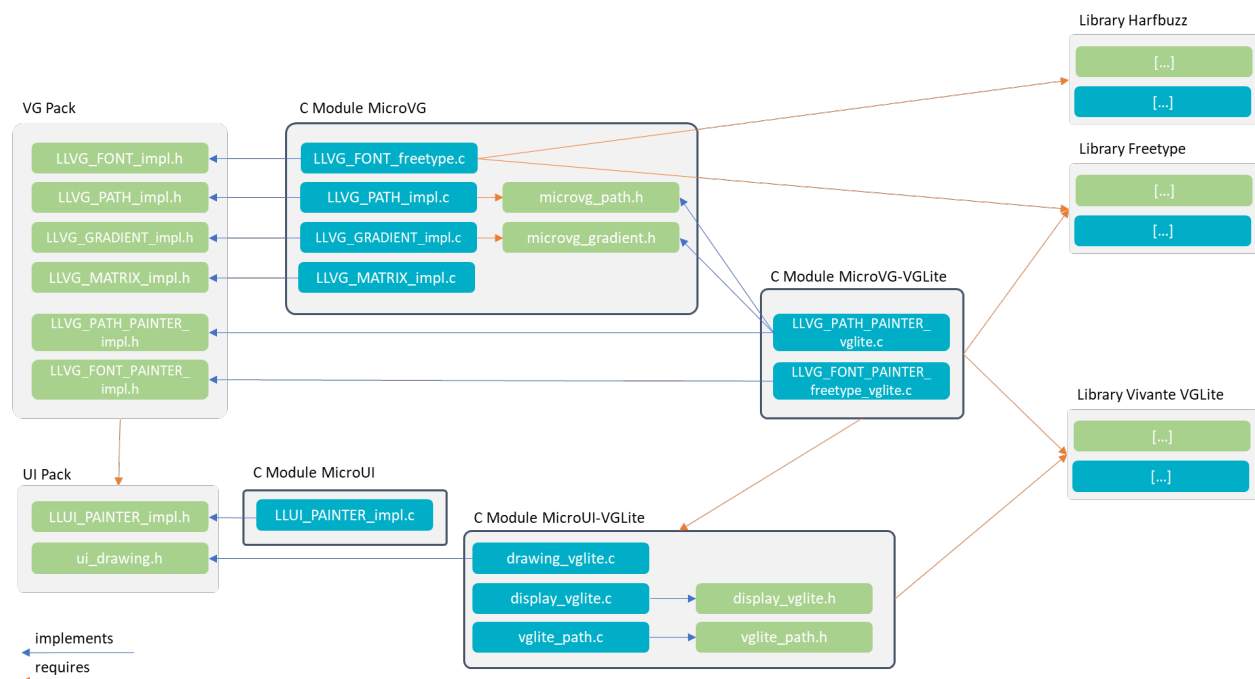 Library Harfbuzz
[...]
[...]
VG Pack
C Module MicroVG
LLVG_FONT_impl.h
LLVG_FONT_freetype.c
Library Freetype
LLVG_PATH_impl.h
LLVG_PATH_impl.c
microvg_path.h
[...]
[...]
LLVG_GRADIENT_impl.h
LLVG_GRADIENT_impl.c
microvg_gradient.h
LLVG_MATRIX_impl.h
LLVG_MATRIX_impl.c
C Module MicroVG-VGLite
LLVG_PATH_PAINTER_
impl.h
LLVG_PATH_PAINTER_
vglite.c
LLVG_FONT_PAINTER_
impl.h
LLVG_FONT_PAINTER_
freetype_vglite.c
Library Vivante VGLite
[...]
[...]
UI Pack
C Module MicroUI
LLUI_PAINTER_impl.h
LLUI_PAINTER_impl.c
C Module MicroUI-VGLite
ui_drawing.h
drawing_vglite.c
display_vglite.c
display_vglite.h
vglite_path.c
vglite_path.h
implements
requires